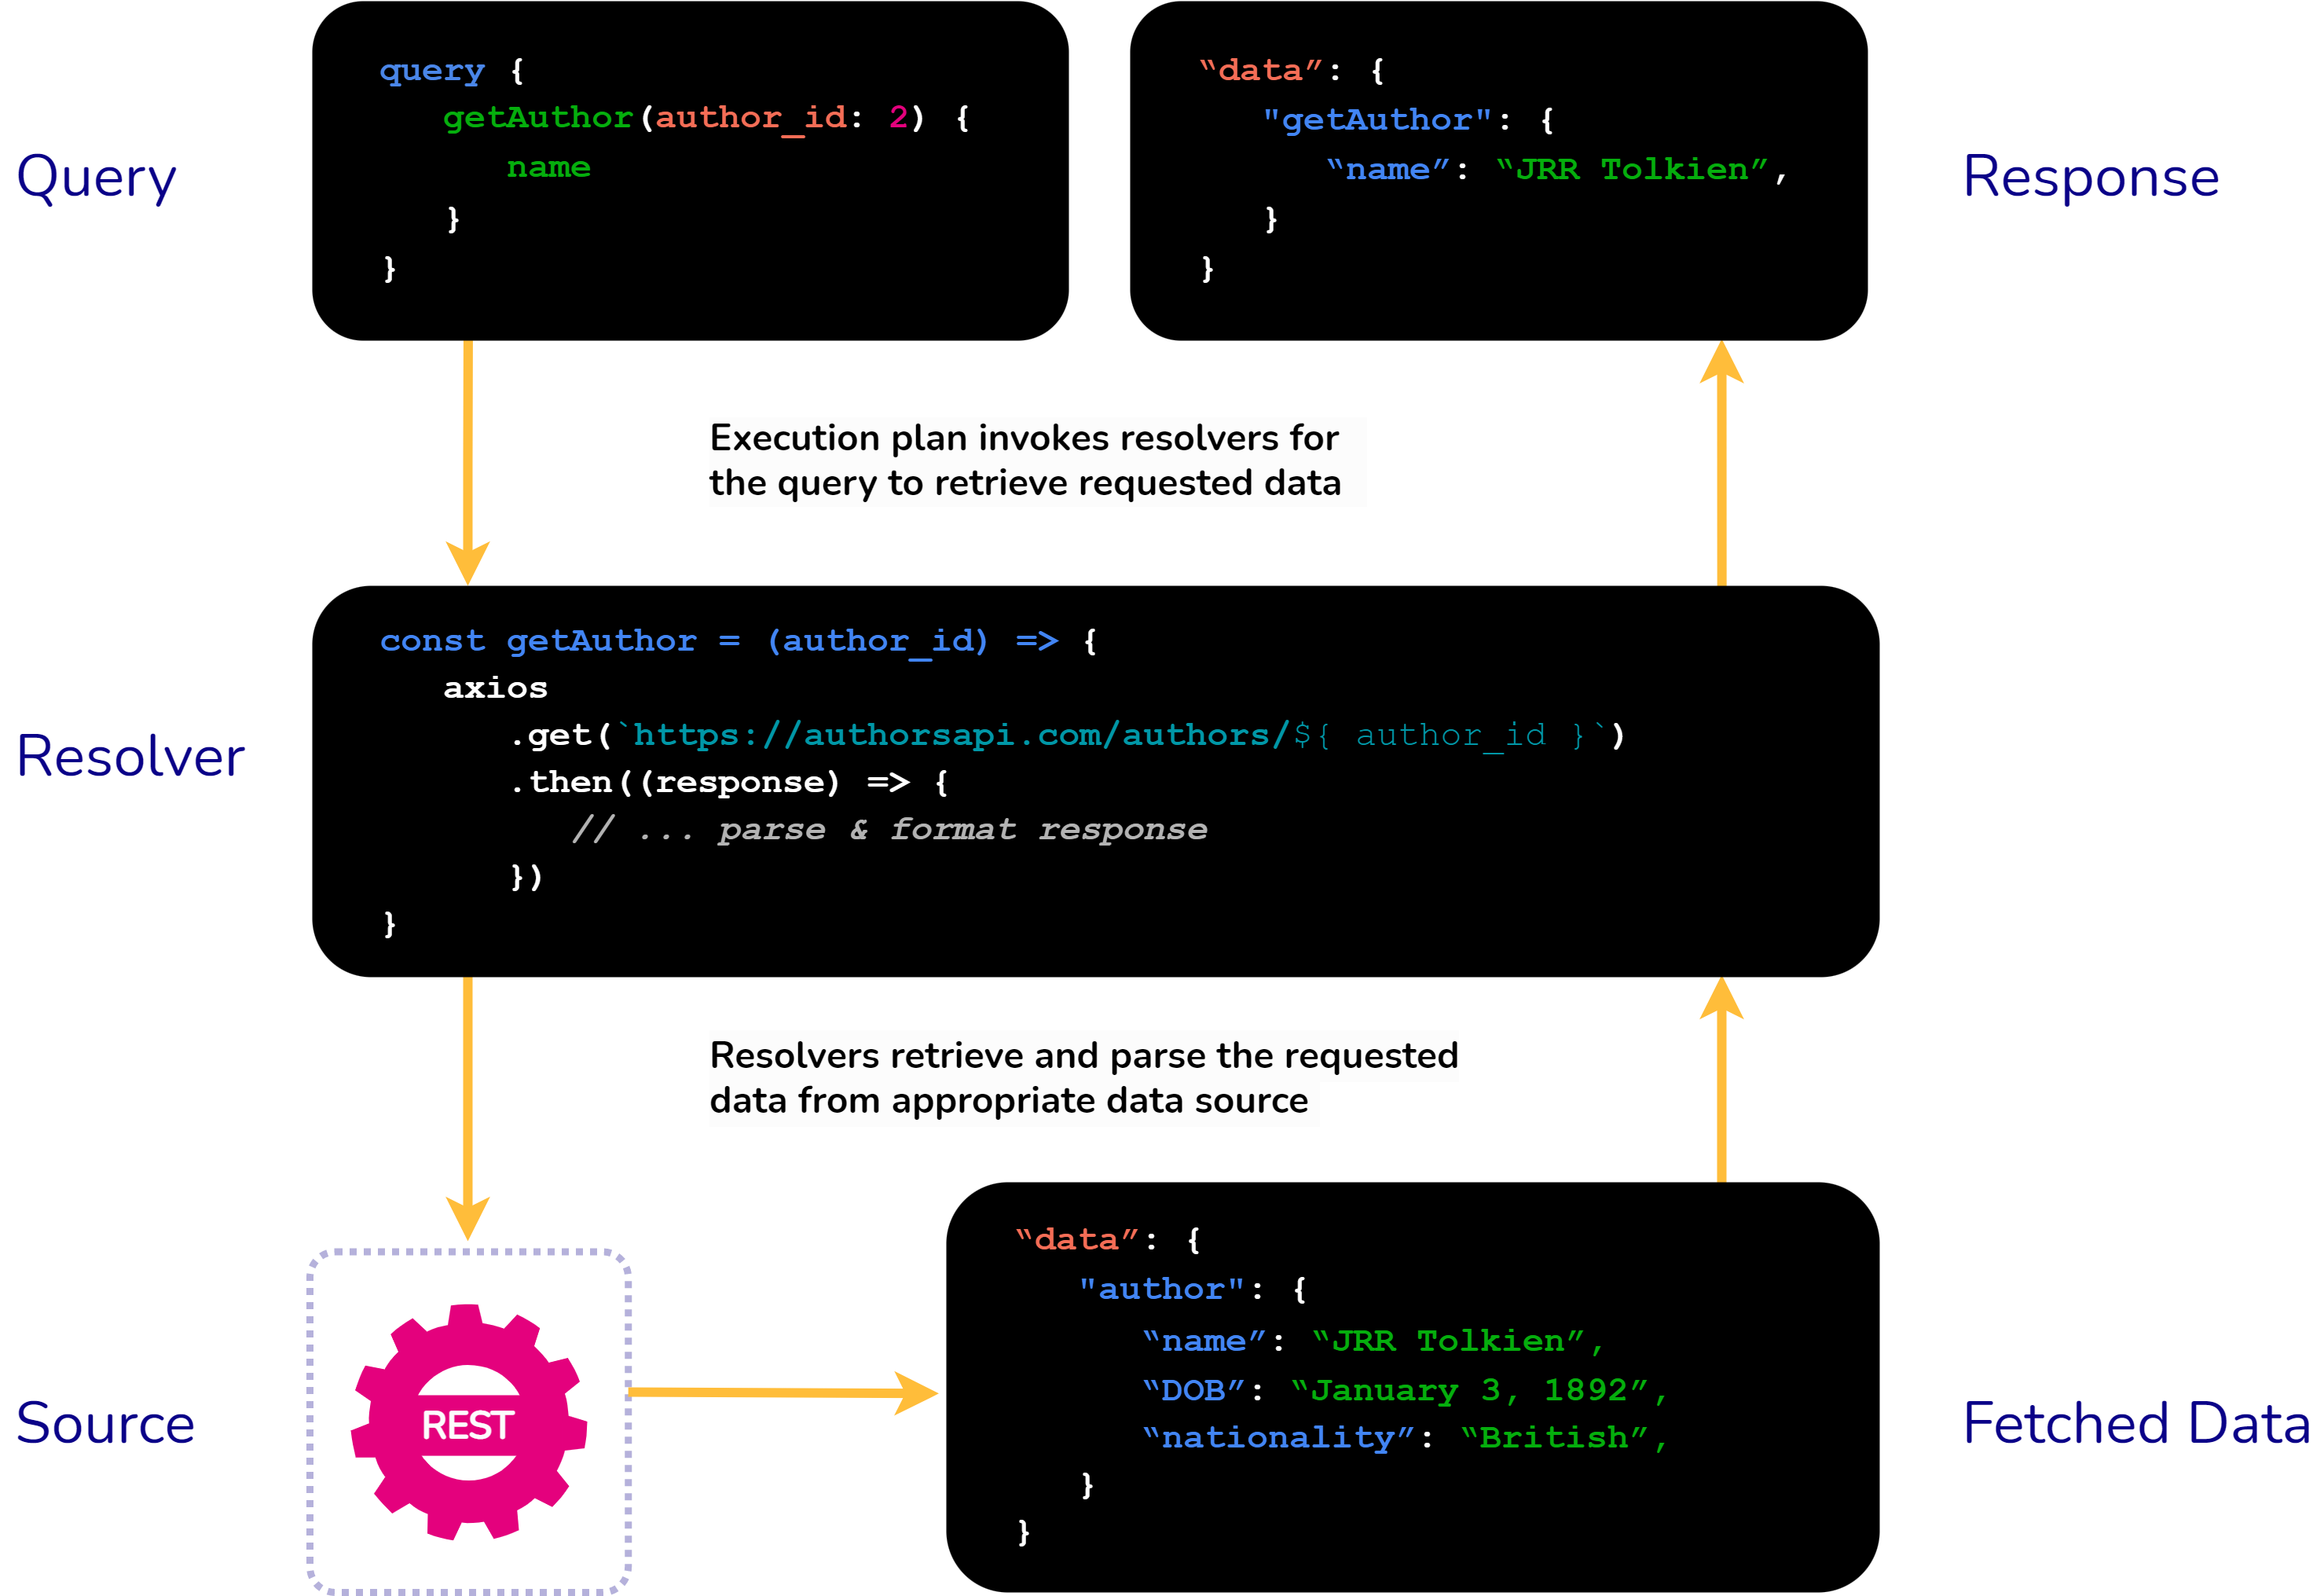 Query
query {
   getAuthor(author_id: 2) {
      name
   }
}
“data”: {
   "getAuthor": {
      “name”: “JRR Tolkien”,
   }
}
Response
Execution plan invokes resolvers for
the query to retrieve requested data
Resolver
const getAuthor = (author_id) => {
   axios
      .get(`https://authorsapi.com/authors/${ author_id }`)
      .then((response) => {
         // ... parse & format response
      })
}
Resolvers retrieve and parse the requested
data from appropriate data source
Source
REST
“data”: {
   "author": {
      “name”: “JRR Tolkien”,
      “DOB”: “January 3, 1892”,
      “nationality”: “British”,
   }
}
Fetched Data